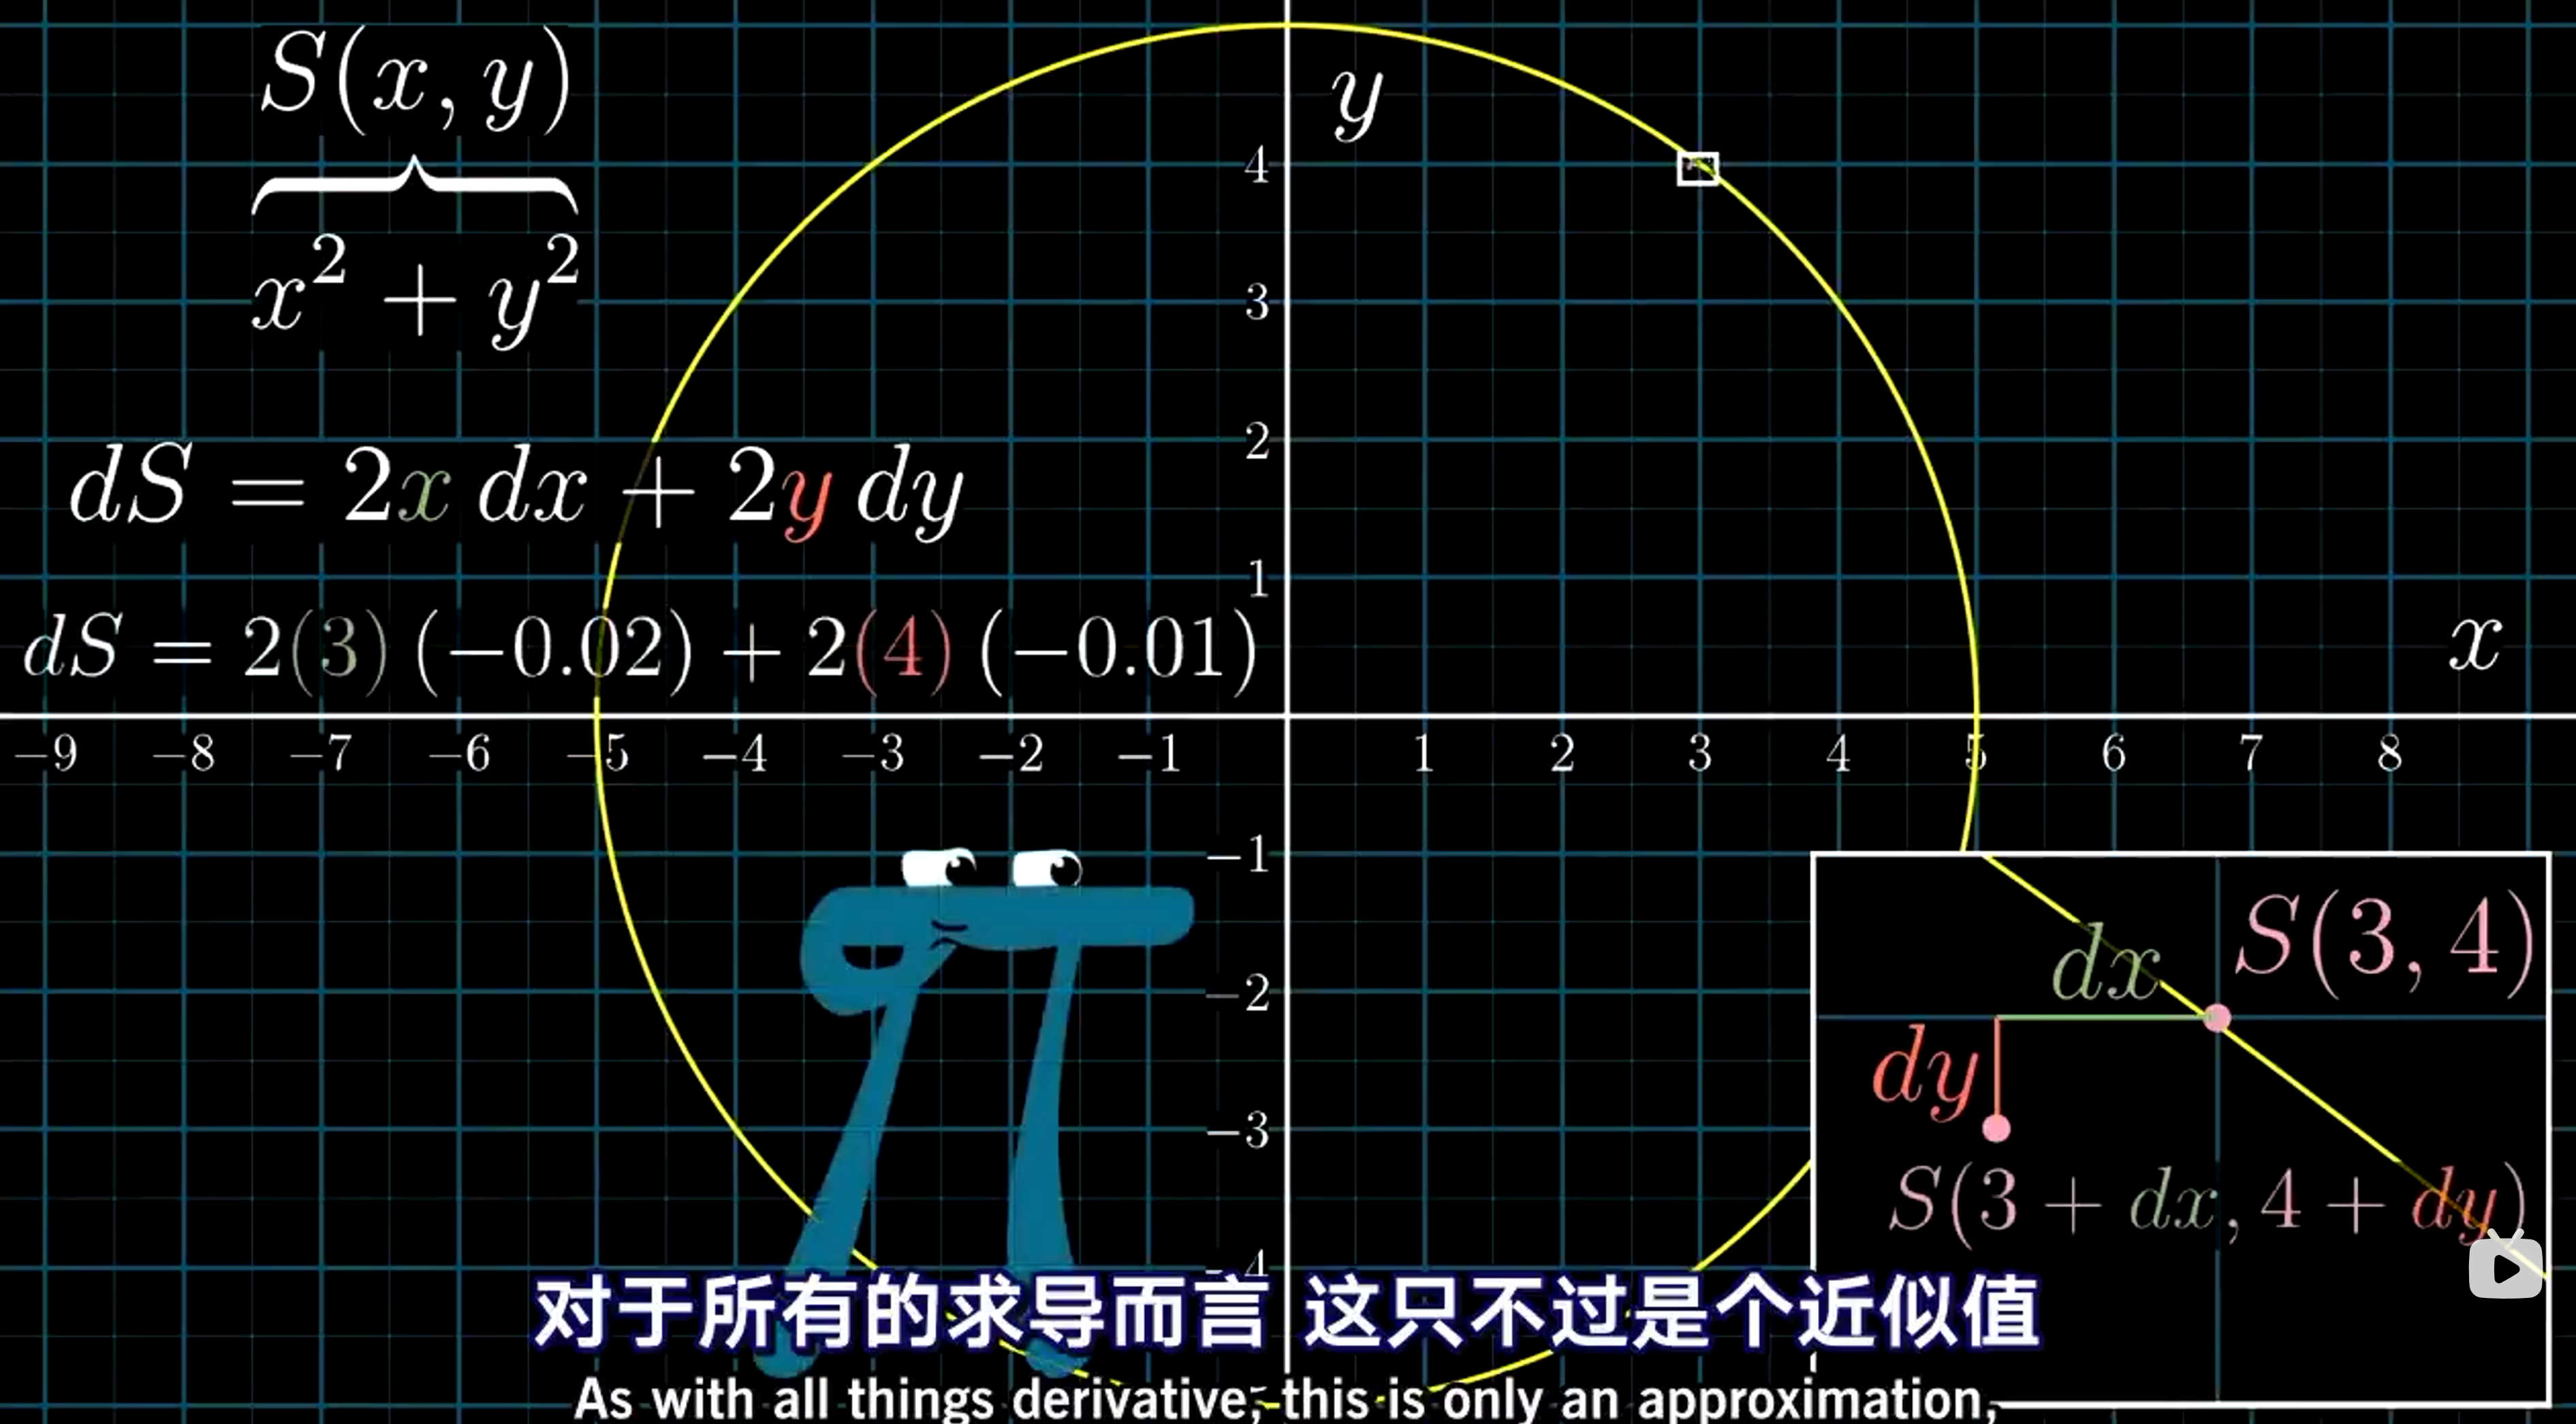 S(x, y)
x² + y²
dS = 2x dx + 2y dy
dS = 2(3) (−0.02) + 2(4) (−0.01)
y
4
3
2
1
x
−9 −8 −7 −6 −5 −4 −3 −2 −1 1 2 3 4 5 6 7 8
−1
−2
−3
−4
dx
S(3, 4)
dy
S(3 + dx, 4 + dy)
对于所有的求导而言 这只不过是个近似值
As with all things derivative, this is only an approximation,